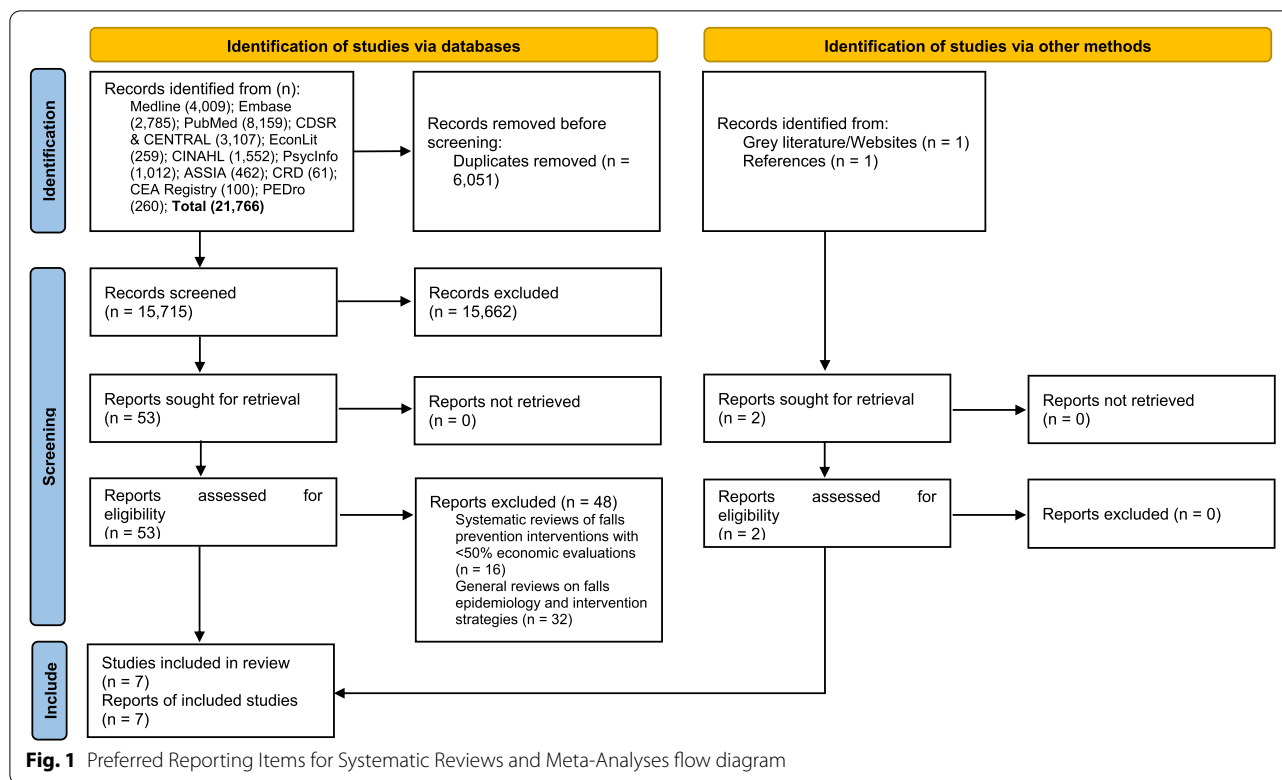 Identification of studies via databases
Identification of studies via other methods
Identification
Records identified from (n):
Medline (4,009); Embase
(2,785); PubMed (8,159); CDSR
& CENTRAL (3,107); EconLit
(259); CINAHL (1,552); PsycInfo
(1,012); ASSIA (462); CRD (61);
CEA Registry (100); PEDro
(260); Total (21,766)
Records removed before
screening:
Duplicates removed (n =
6,051)
Records identified from:
Grey literature/Websites (n = 1)
References (n = 1)
Screening
Records screened
(n = 15,715)
Records excluded
(n = 15,662)
Reports sought for retrieval
(n = 53)
Reports not retrieved
(n = 0)
Reports sought for retrieval
(n = 2)
Reports not retrieved
(n = 0)
Reports assessed for
eligibility
(n = 53)
Reports excluded (n = 48)
Systematic reviews of falls
prevention interventions with
<50% economic evaluations
(n = 16)
General reviews on falls
epidemiology and intervention
strategies (n = 32)
Reports assessed for
eligibility
(n = 2)
Reports excluded (n = 0)
Include
Studies included in review
(n = 7)
Reports of included studies
(n = 7)
Fig. 1 Preferred Reporting Items for Systematic Reviews and Meta-Analyses flow diagram